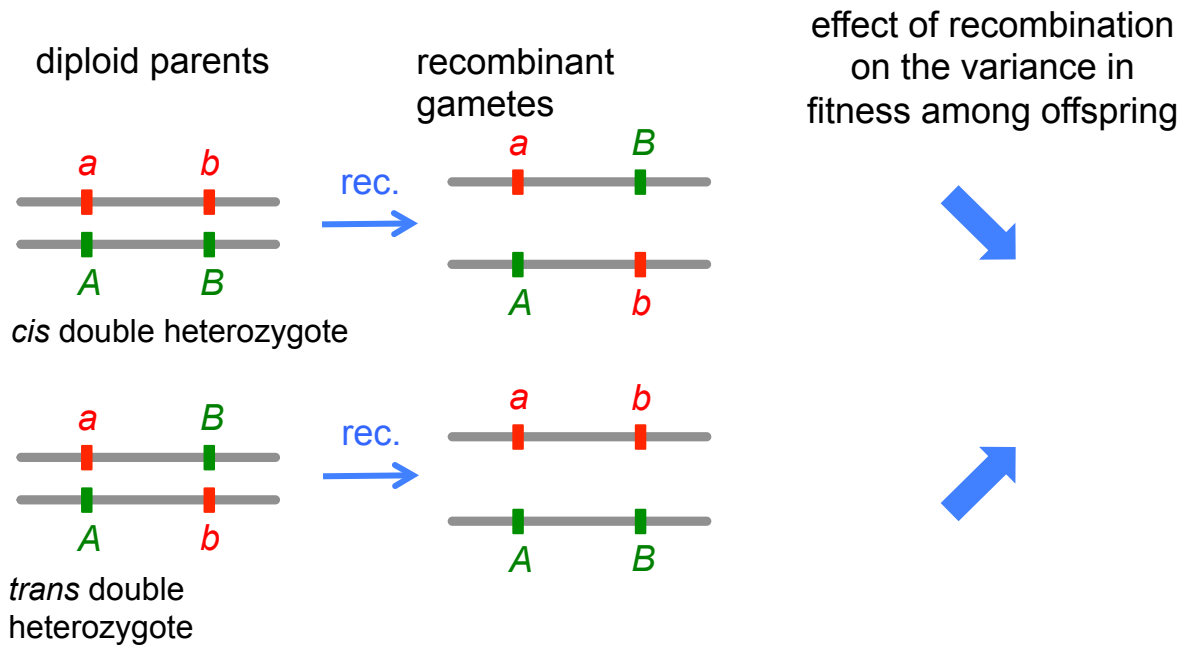 diploid parents
recombinant
gametes
effect of recombination
on the variance in
fitness among offspring
a b
A B
cis double heterozygote
rec.
a B
A b
a B
A b
trans double
heterozygote
rec.
a b
A B